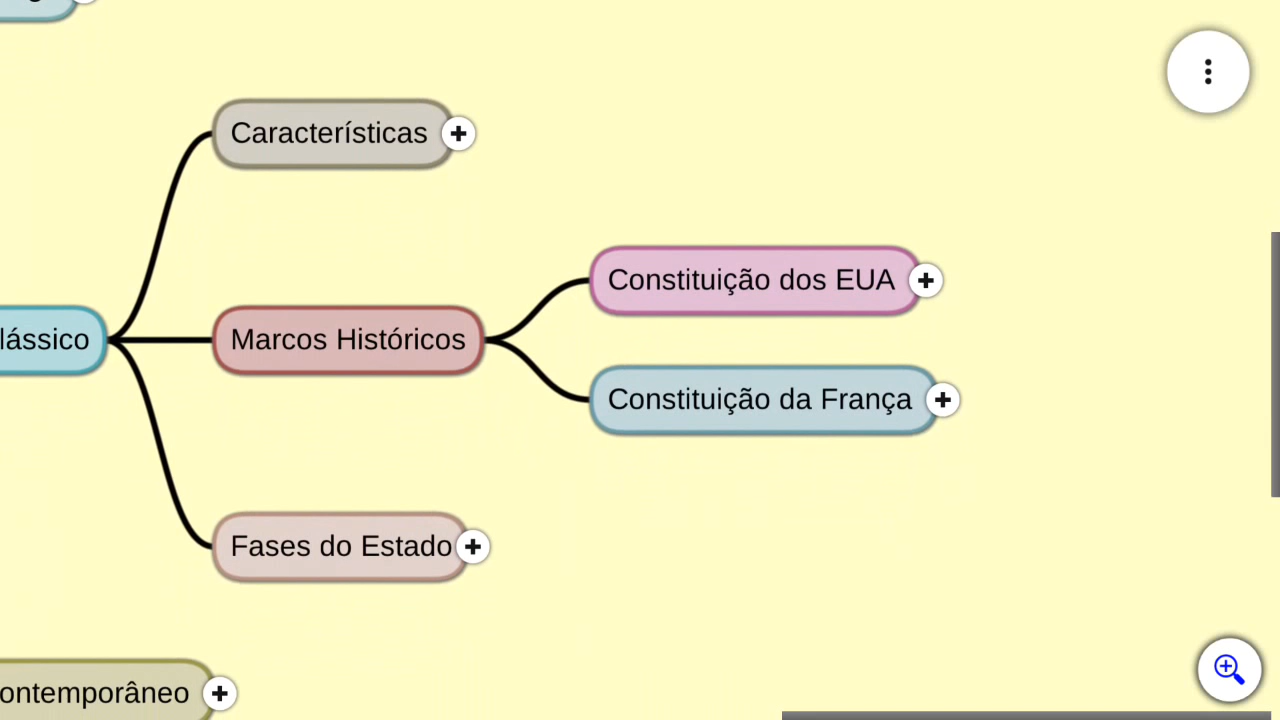 Características
Constituição dos EUA
lássico
Marcos Históricos
Constituição da França
Fases do Estado
ontemporâneo